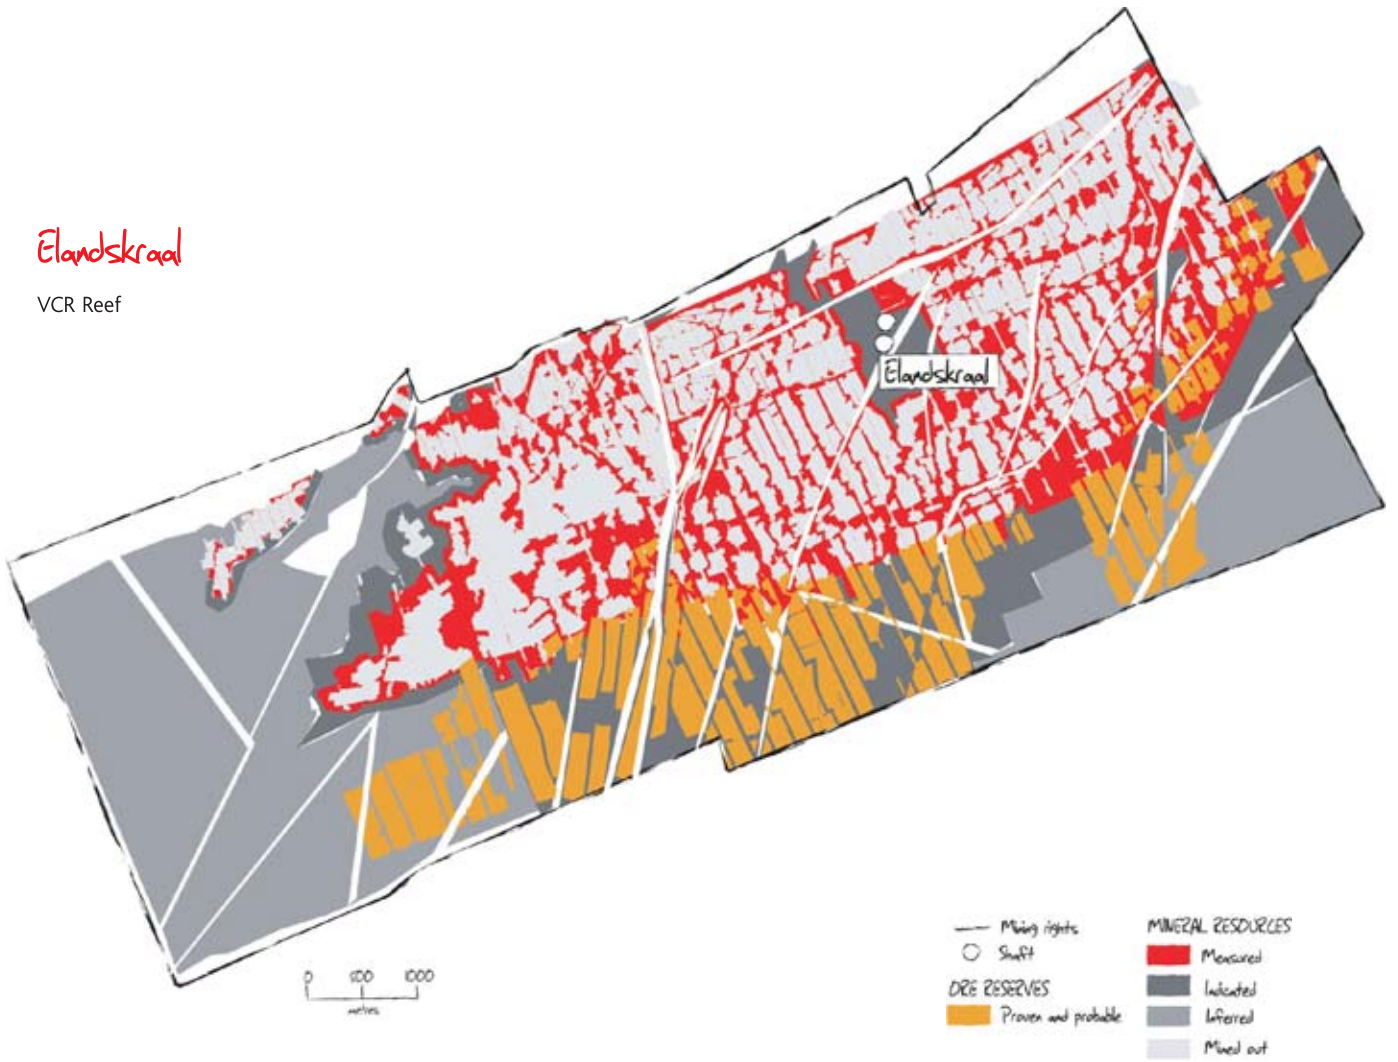 Elandskraal
VCR Reef
Elandskraal
0 500 1000
metres
Mining rights
Shaft
ORE RESERVES
Proven and probable
MINERAL RESOURCES
Measured
Indicated
Inferred
Mined out